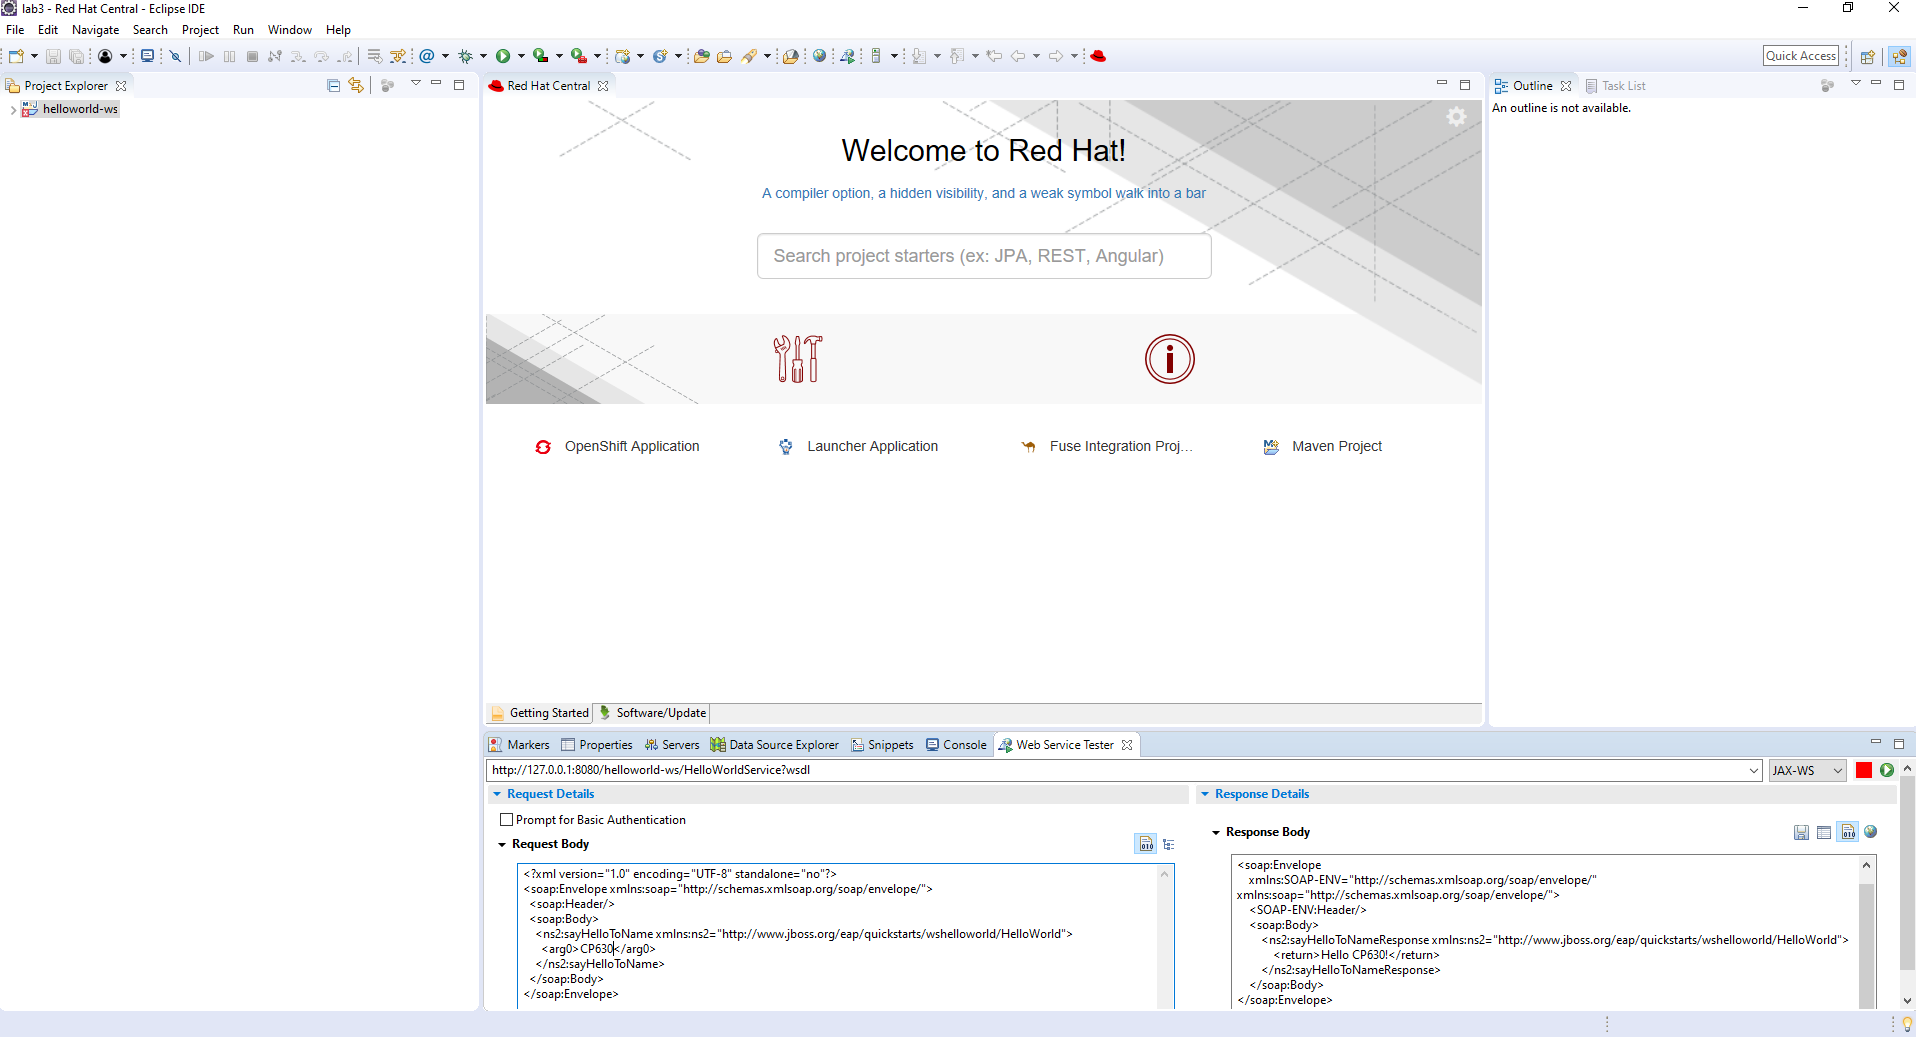 lab3 - Red Hat Central - Eclipse IDE
File Edit Navigate Search Project Run Window Help
Quick Access
Project Explorer
helloworld-ws
Red Hat Central
Welcome to Red Hat!
A compiler option, a hidden visibility, and a weak symbol walk into a bar
Search project starters (ex: JPA, REST, Angular)
OpenShift Application
Launcher Application
Fuse Integration Proj...
Maven Project
Getting Started
Software/Update
Outline
Task List
An outline is not available.
Markers
Properties
Servers
Data Source Explorer
Snippets
Console
Web Service Tester
http://127.0.0.1:8080/helloworld-ws/HelloWorldService?wsdl
JAX-WS
Request Details
Prompt for Basic Authentication
Request Body
<?xml version="1.0" encoding="UTF-8" standalone="no"?>
<soap:Envelope xmlns:soap="http://schemas.xmlsoap.org/soap/envelope/">
<soap:Header/>
<soap:Body>
<ns2:sayHelloToName xmlns:ns2="http://www.jboss.org/eap/quickstarts/wshelloworld/HelloWorld">
<arg0>CP630</arg0>
</ns2:sayHelloToName>
</soap:Body>
</soap:Envelope>
Response Details
Response Body
<soap:Envelope
xmlns:SOAP-ENV="http://schemas.xmlsoap.org/soap/envelope/"
xmlns:soap="http://schemas.xmlsoap.org/soap/envelope/">
<SOAP-ENV:Header/>
<soap:Body>
<ns2:sayHelloToNameResponse xmlns:ns2="http://www.jboss.org/eap/quickstarts/wshelloworld/HelloWorld">
<return>Hello CP630!</return>
</ns2:sayHelloToNameResponse>
</soap:Body>
</soap:Envelope>